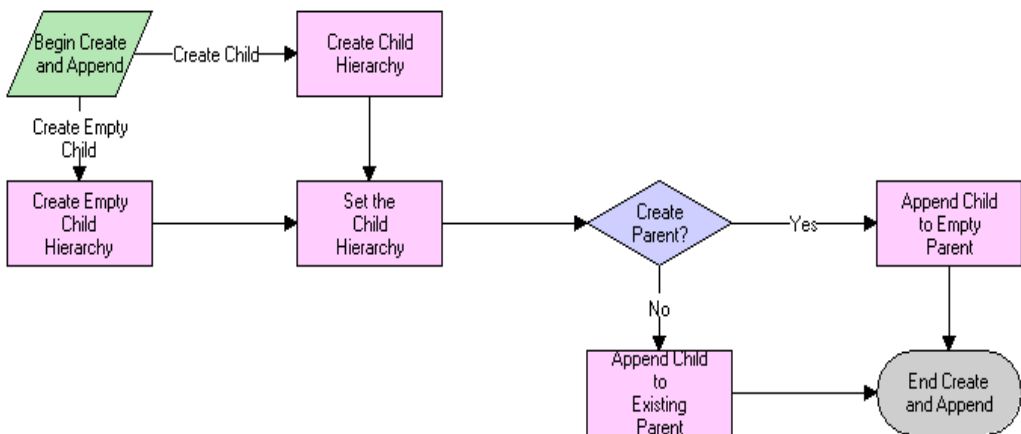 Begin Create
and Append
Create Child
Create Child
Hierarchy
Create Empty
Child
Create Empty
Child
Hierarchy
Set the
Child
Hierarchy
Create
Parent?
Yes
Append Child
to Empty
Parent
No
Append Child
to
Existing
Parent
End Create
and Append